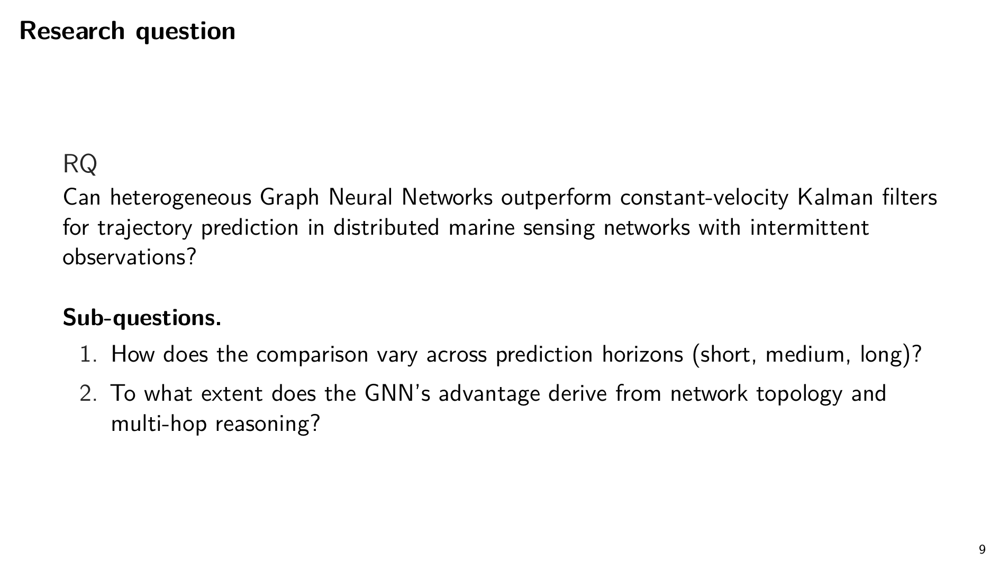 Research question
RQ
Can heterogeneous Graph Neural Networks outperform constant-velocity Kalman filters
for trajectory prediction in distributed marine sensing networks with intermittent
observations?
Sub-questions.
1. How does the comparison vary across prediction horizons (short, medium, long)?
2. To what extent does the GNN's advantage derive from network topology and
multi-hop reasoning?
9